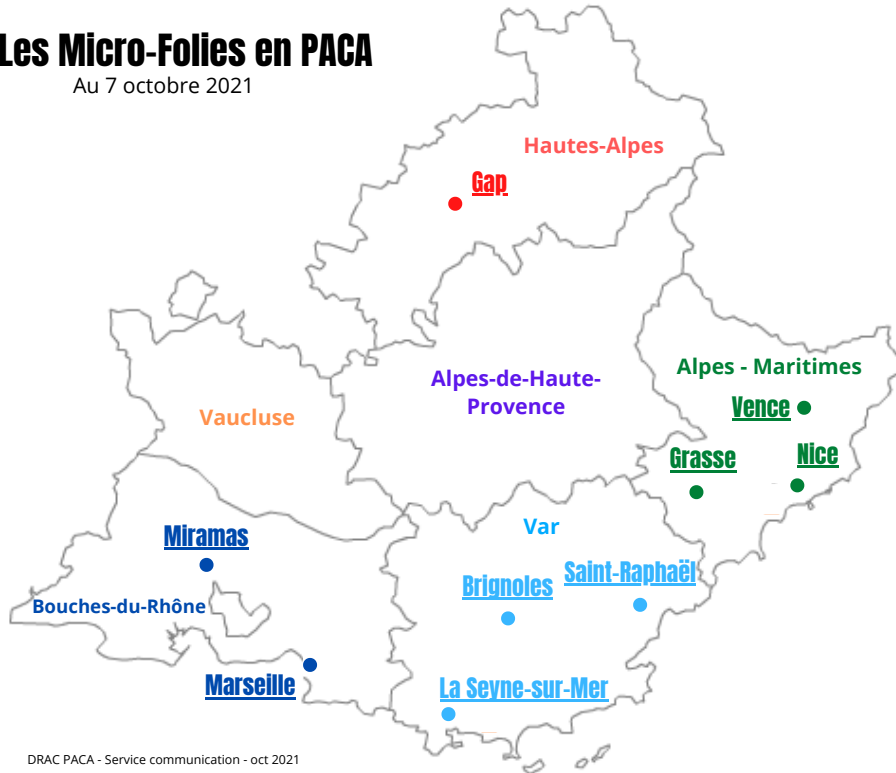 Les Micro-Folies en PACA
Au 7 octobre 2021
Hautes-Alpes
Gap
Alpes - Maritimes
Alpes-de-Haute-
Provence
Vence
Vaucluse
Grasse
Nice
Var
Miramas
Saint-Raphaël
Brignoles
Bouches-du-Rhône
Marseille
La Seyne-sur-Mer
DRAC PACA - Service communication - oct 2021